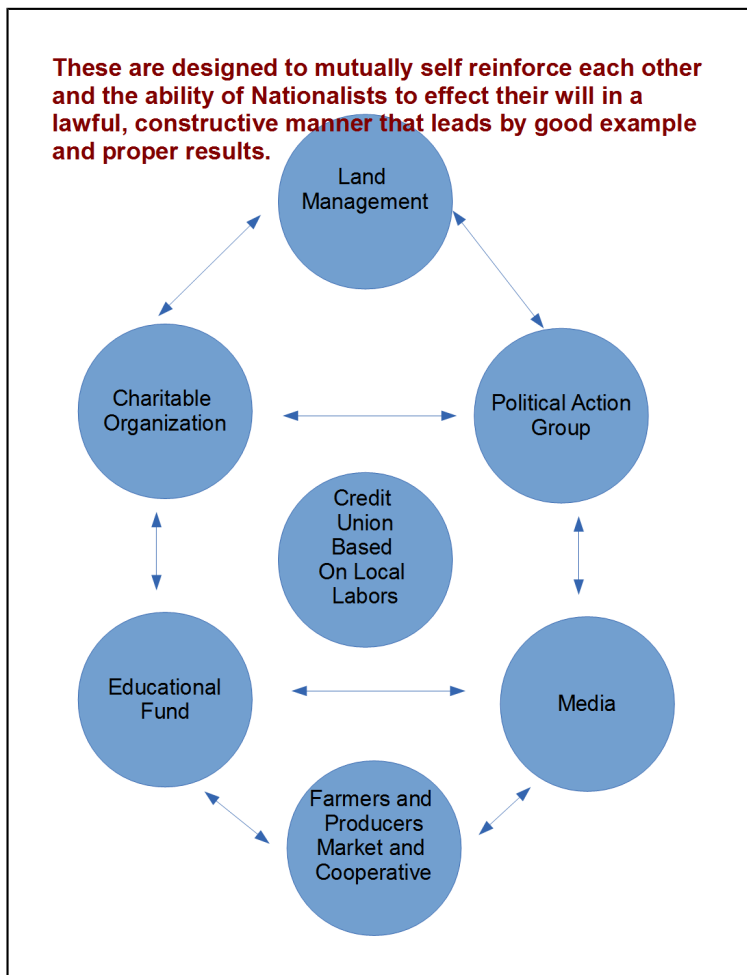 These are designed to mutually self reinforce each other
and the ability of Nationalists to effect their will in a
lawful, constructive manner that leads by good example
and proper results.
Land
Management
Charitable
Organization
Political Action
Group
Credit
Union
Based
On Local
Labors
Educational
Fund
Media
Farmers and
Producers
Market and
Cooperative